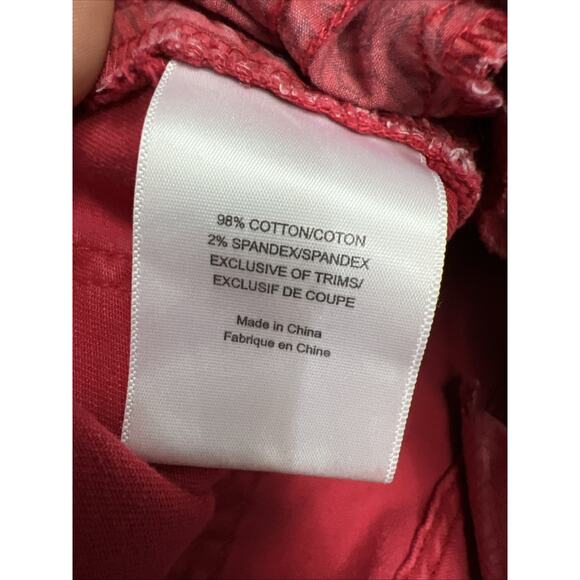 98% COTTON/COTON
2% SPANDEX/SPANDEX
EXCLUSIVE OF TRIMS/
EXCLUSIF DE COUPE
Made in China
Fabrique en Chine